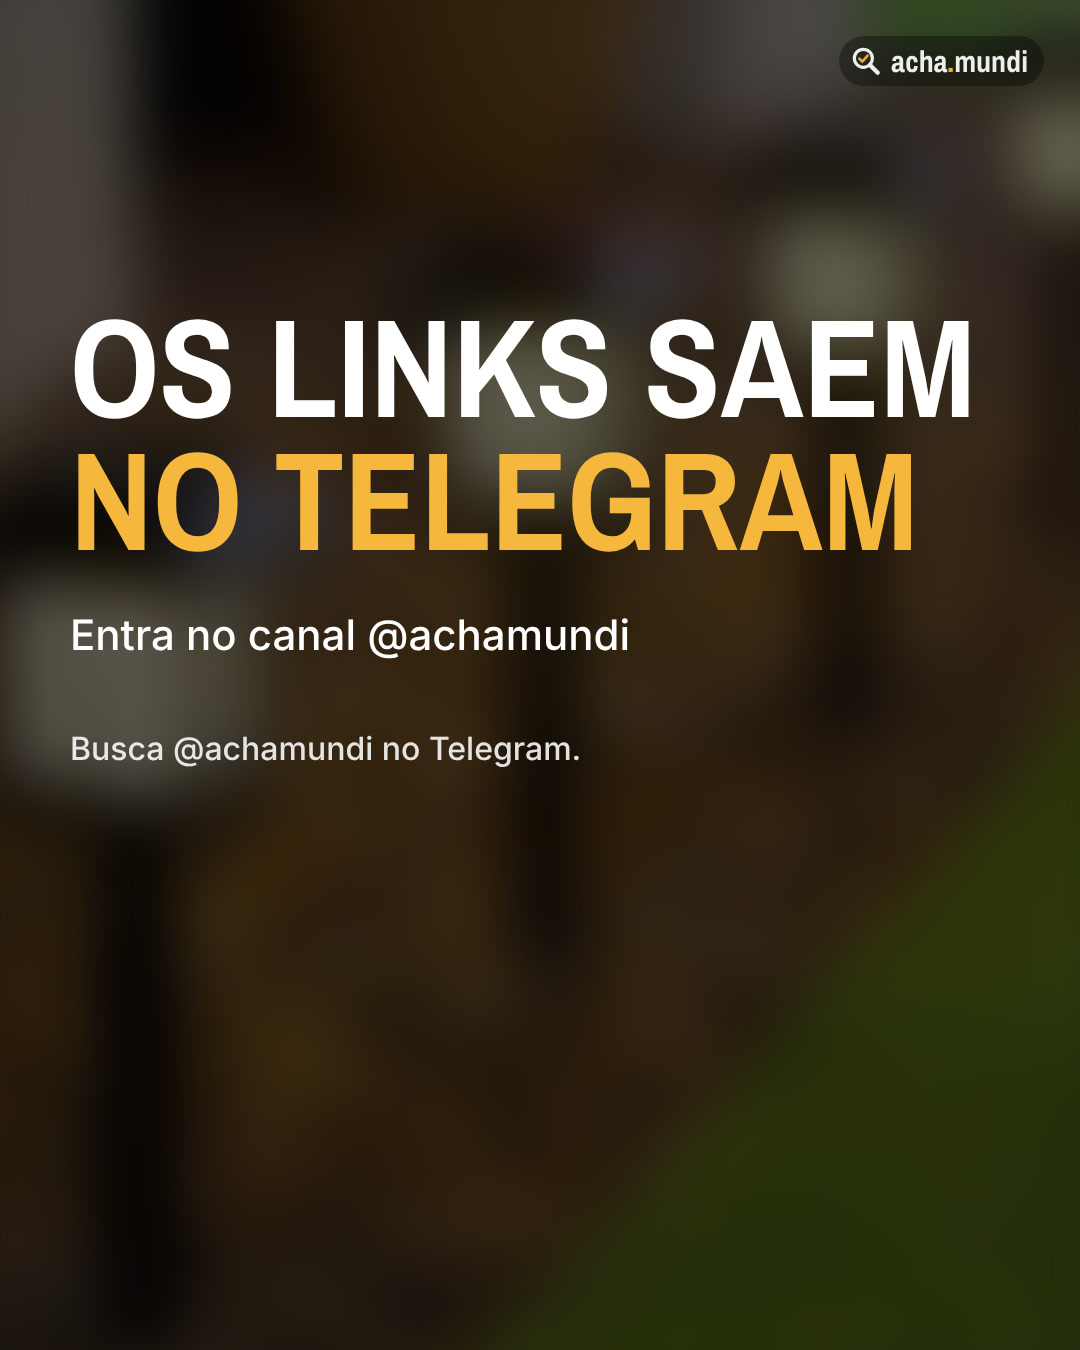 acha.mundi
OS LINKS SAEM
NO TELEGRAM
Entra no canal @achamundi
Busca @achamundi no Telegram.